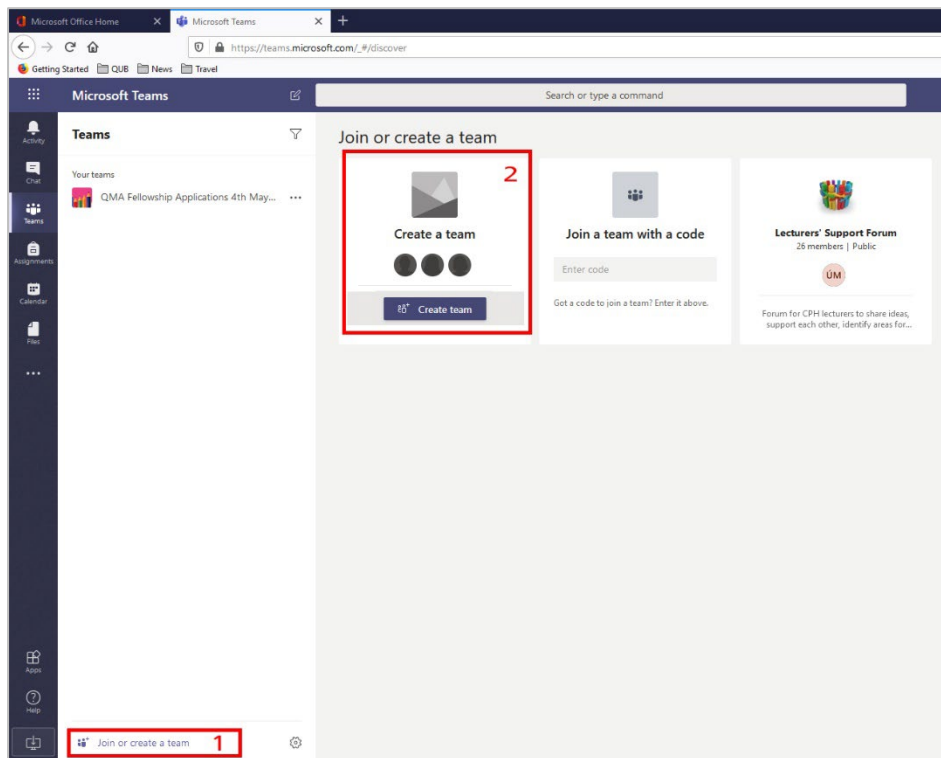 Microsoft Office Home
Microsoft Teams
https://teams.microsoft.com/_#/discover
Getting Started QUB News Travel
Microsoft Teams
Search or type a command
Activity
Chat
Teams
Assignments
Calendar
Files
Apps
Help
Teams
Your teams
QMA Fellowship Applications 4th May...
Join or create a team 1
Join or create a team
2
Create a team
Create team
Join a team with a code
Enter code
Got a code to join a team? Enter it above.
Lecturers' Support Forum
26 members | Public
ÚM
Forum for CPH lecturers to share ideas,
support each other, identify areas for...